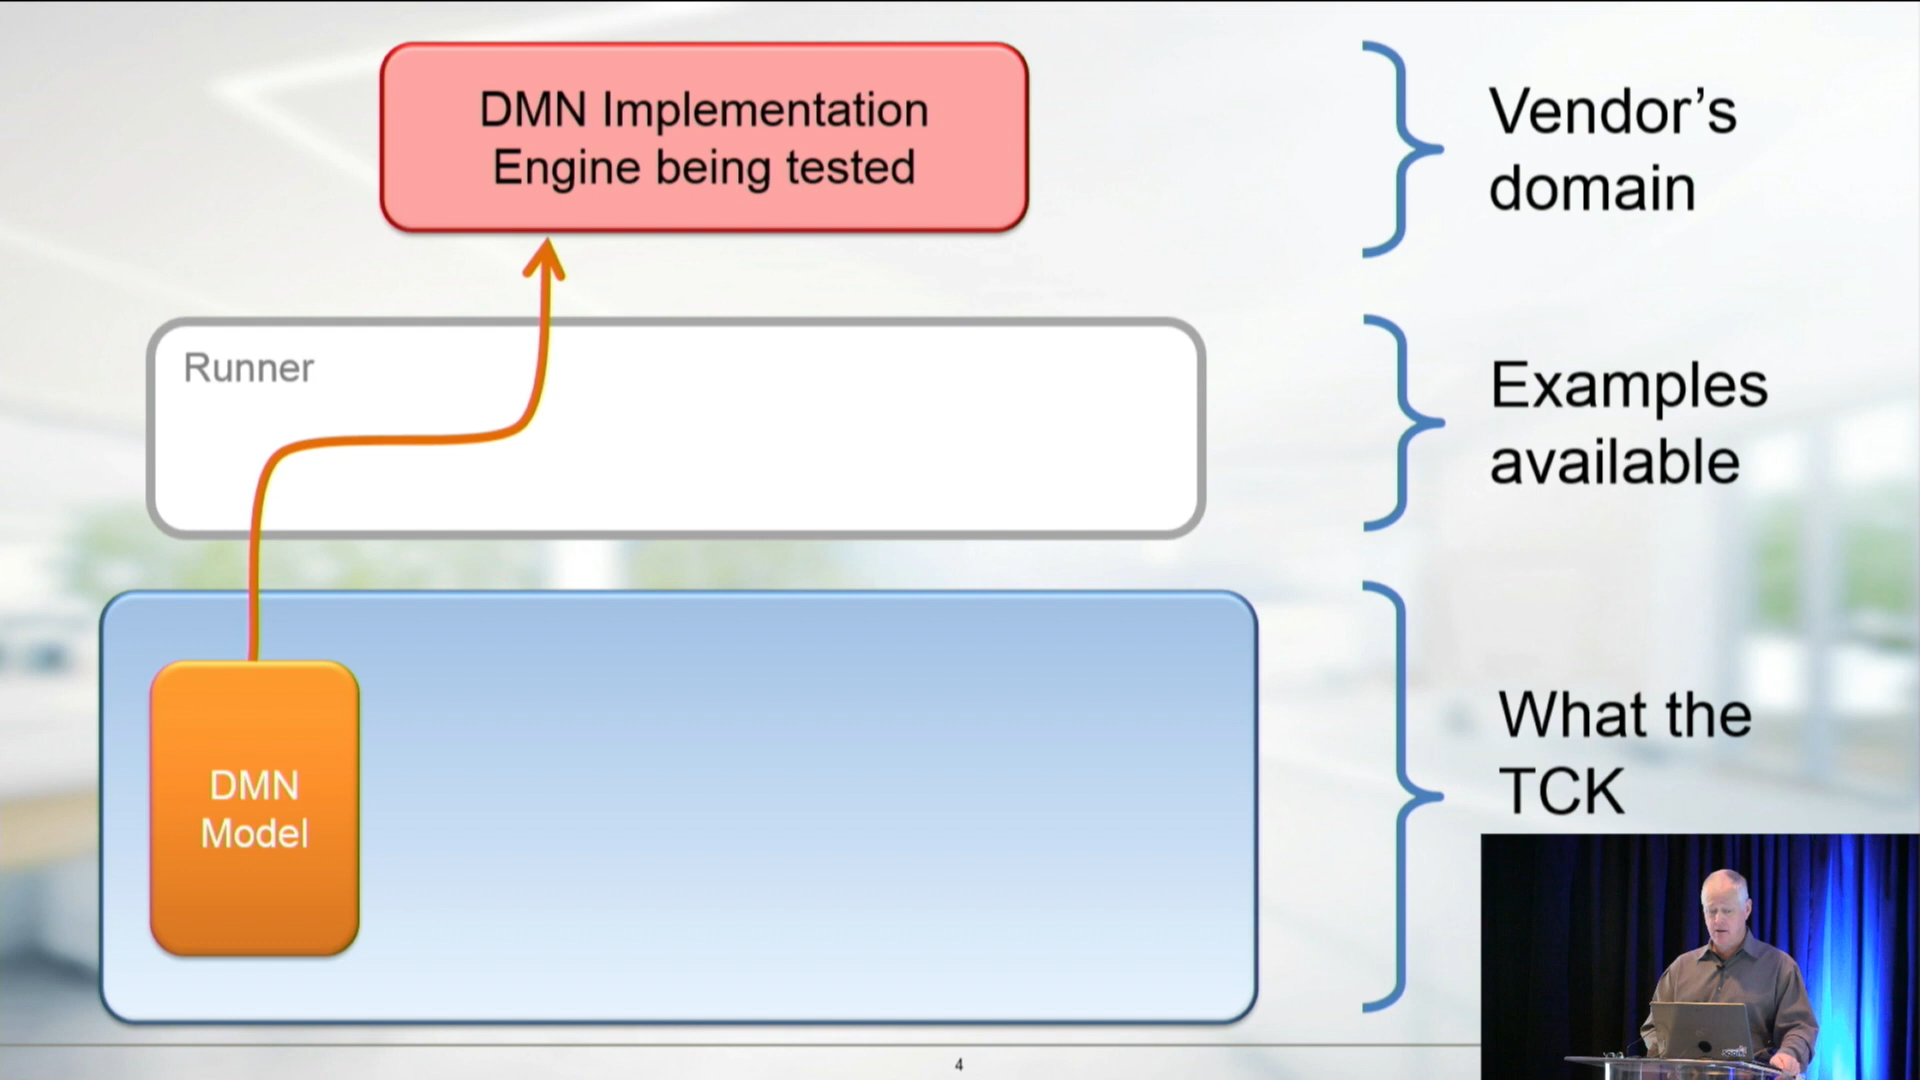 DMN Implementation
Engine being tested
Vendor’s
domain
Runner
Examples
available
What the
TCK
DMN
Model
4